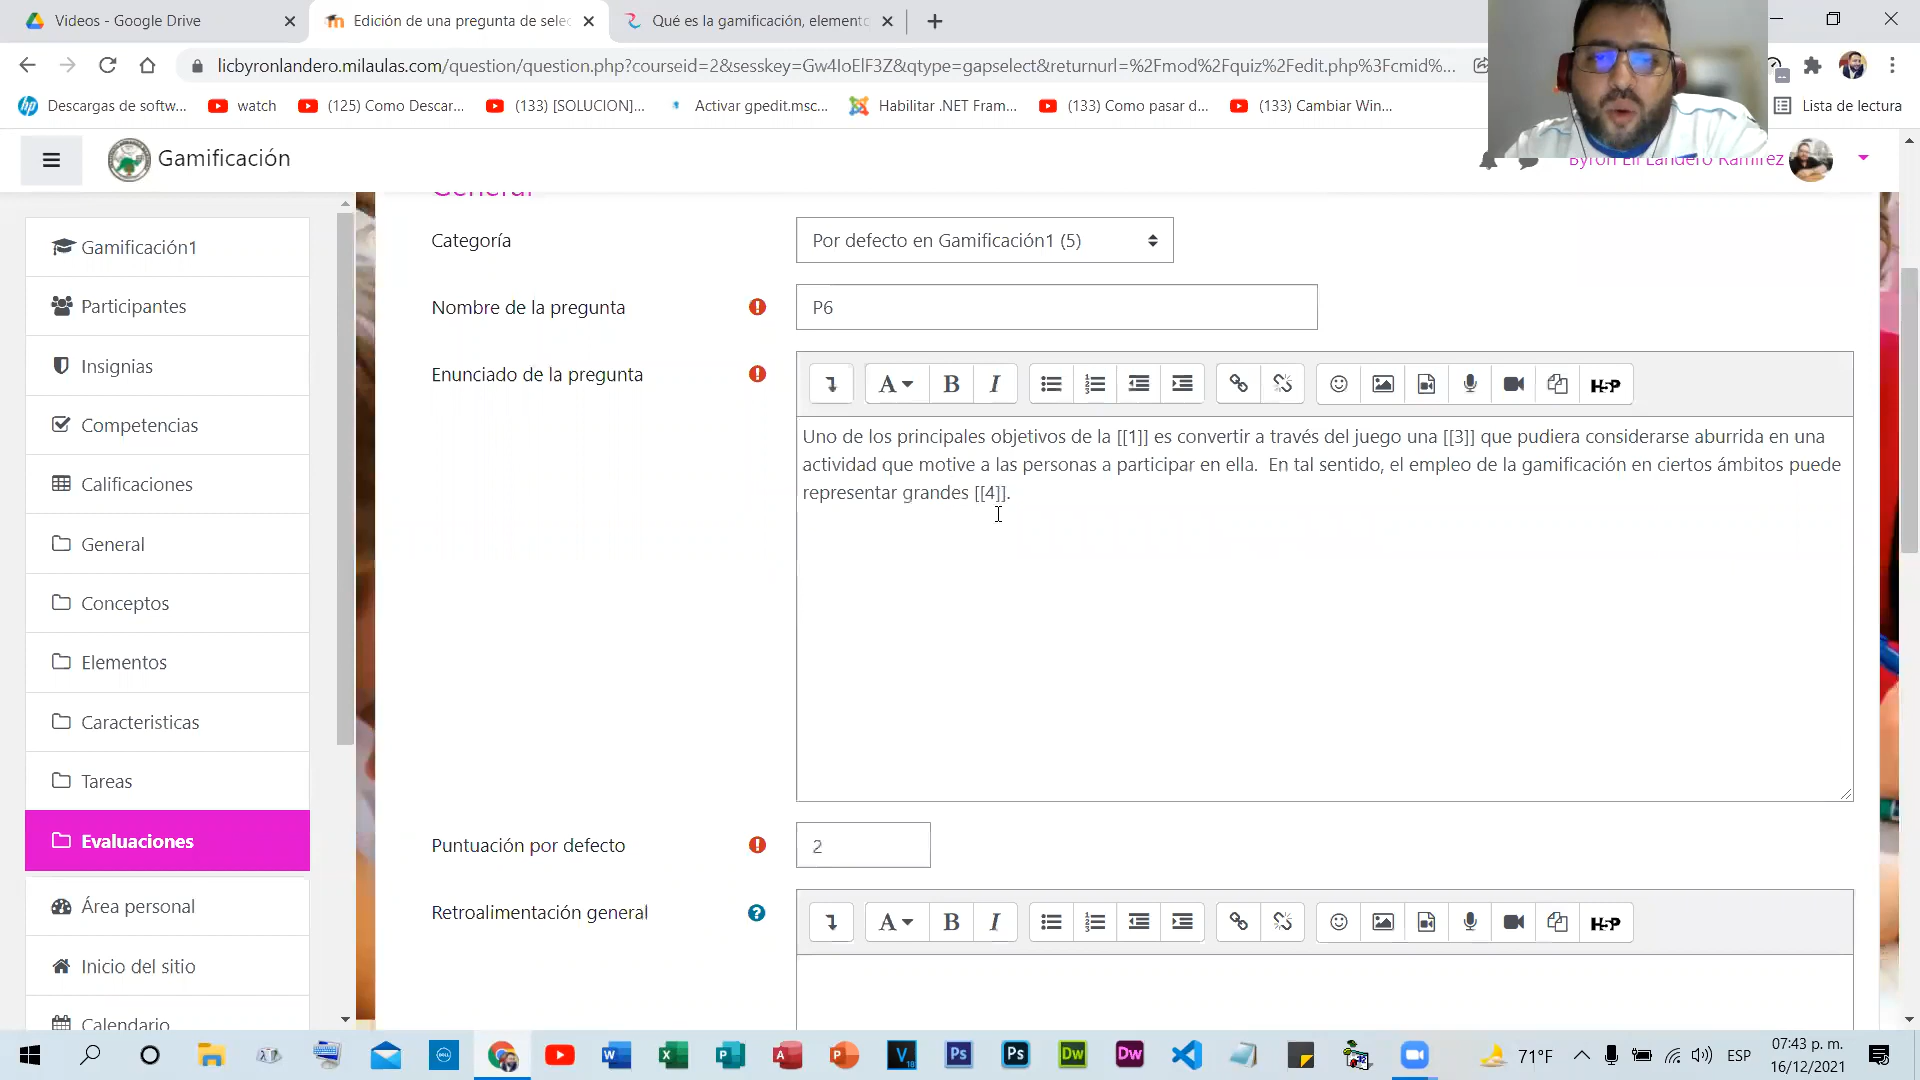 Videos - Google Drive
Edición de una pregunta de selec
Qué es la gamificación, elemento
licbyronlandero.milaulas.com/question/question.php?courseid=2&sesskey=Gw4IoElF3Z&qtype=gapselect&returnurl=%2Fmod%2Fquiz%2Fedit.php%3Fcmid%...
Descargas de softw...
watch
(125) Como Descar...
(133) [SOLUCION]...
Activar gpedit.msc...
Habilitar .NET Fram...
(133) Como pasar d...
(133) Cambiar Win...
Lista de lectura
Gamificación
Byron Eli Landero Ramirez
General
Gamificación1
Participantes
Insignias
Competencias
Calificaciones
General
Conceptos
Elementos
Caracteristicas
Tareas
Evaluaciones
Área personal
Inicio del sitio
Calendario
Categoría
Por defecto en Gamificación1 (5)
Nombre de la pregunta
P6
Enunciado de la pregunta
A B I
H5P
Uno de los principales objetivos de la [[1]] es convertir a través del juego una [[3]] que pudiera considerarse aburrida en una
actividad que motive a las personas a participar en ella. En tal sentido, el empleo de la gamificación en ciertos ámbitos puede
representar grandes [[4]].
Puntuación por defecto
2
Retroalimentación general
A B I
H5P
71°F
ESP
07:43 p. m.
16/12/2021